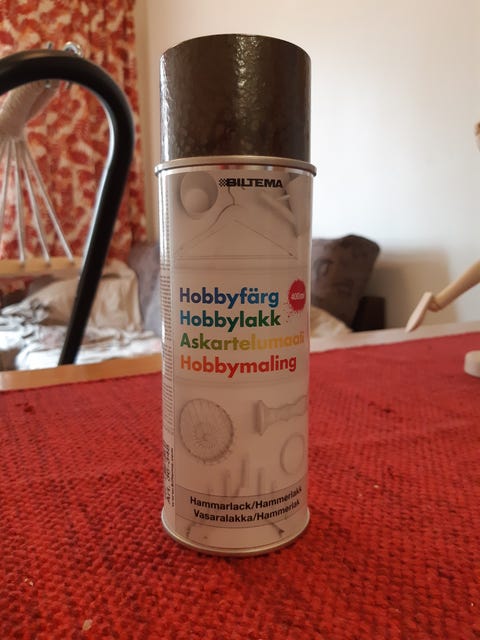 BILTEMA
Hobbyfärg
400ml
Hobbylakk
Askartelumaali
Hobbymaling
Hammarlack/Hammerlakk
Vasaralakka/Hammerlak